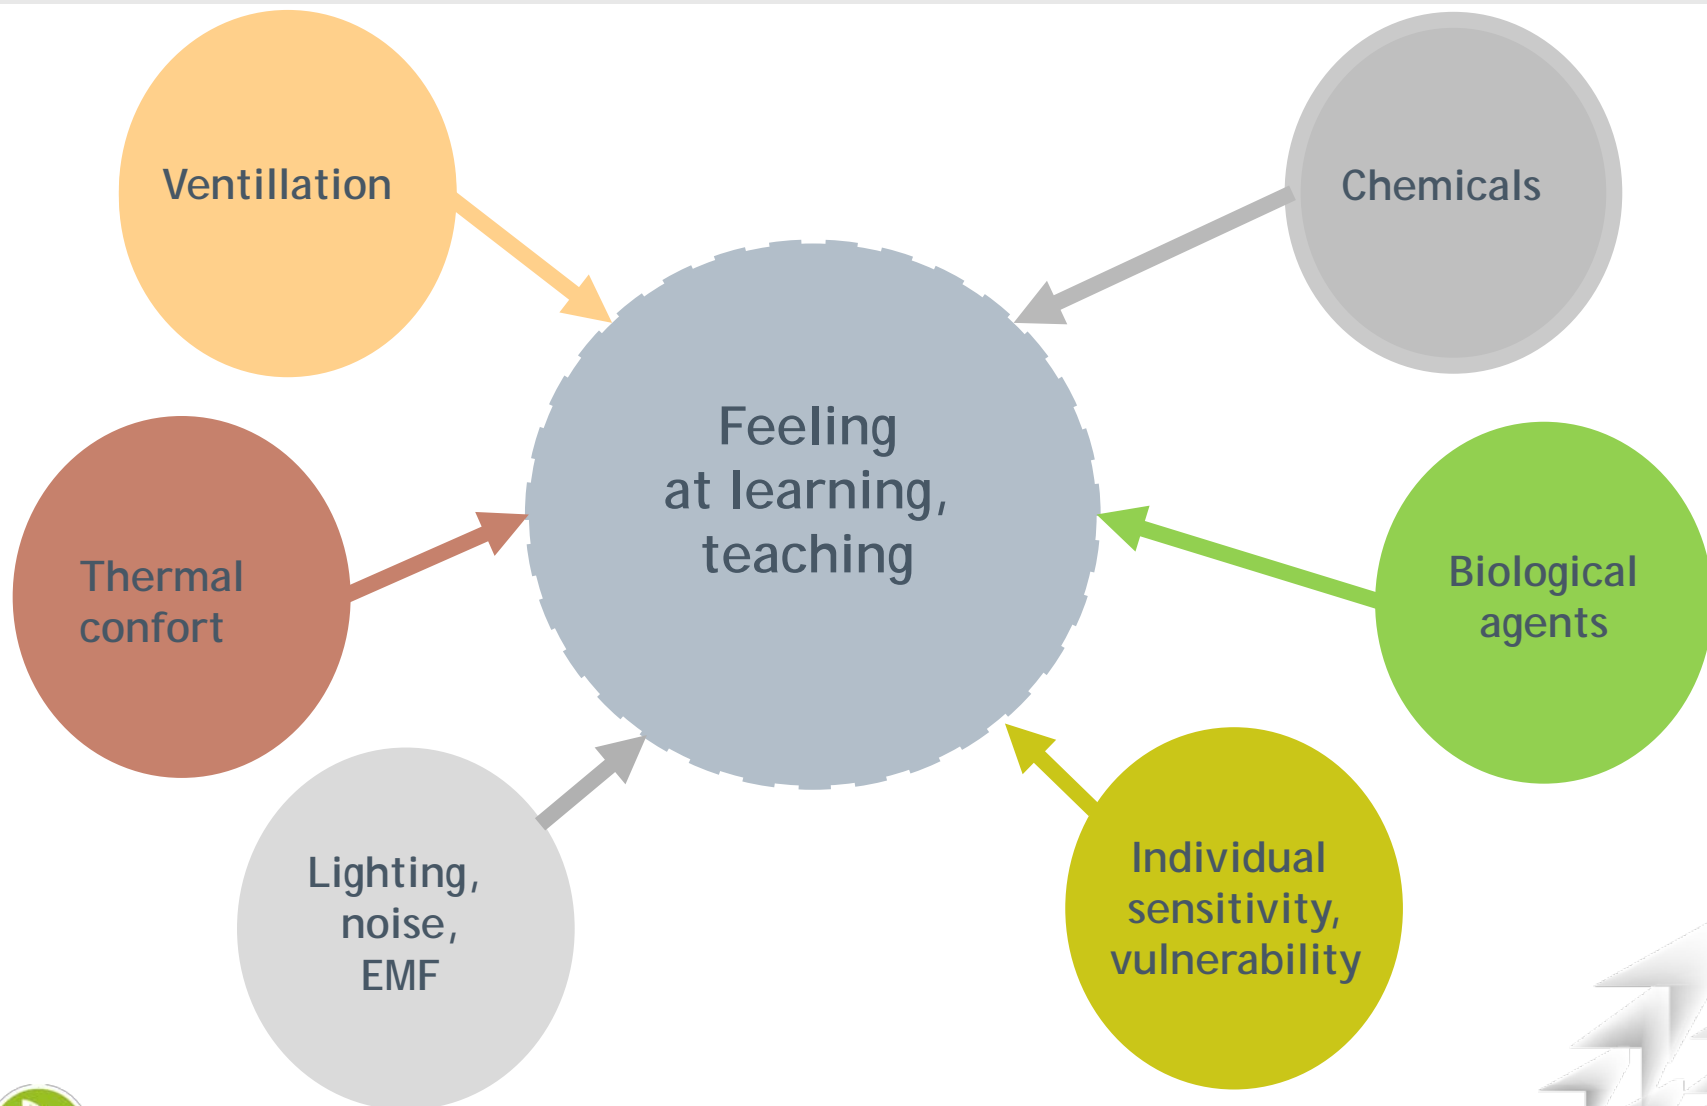 Ventillation
Chemicals
Feeling
at learning,
teaching
Thermal
confort
Biological
agents
Lighting,
noise,
EMF
Individual
sensitivity,
vulnerability